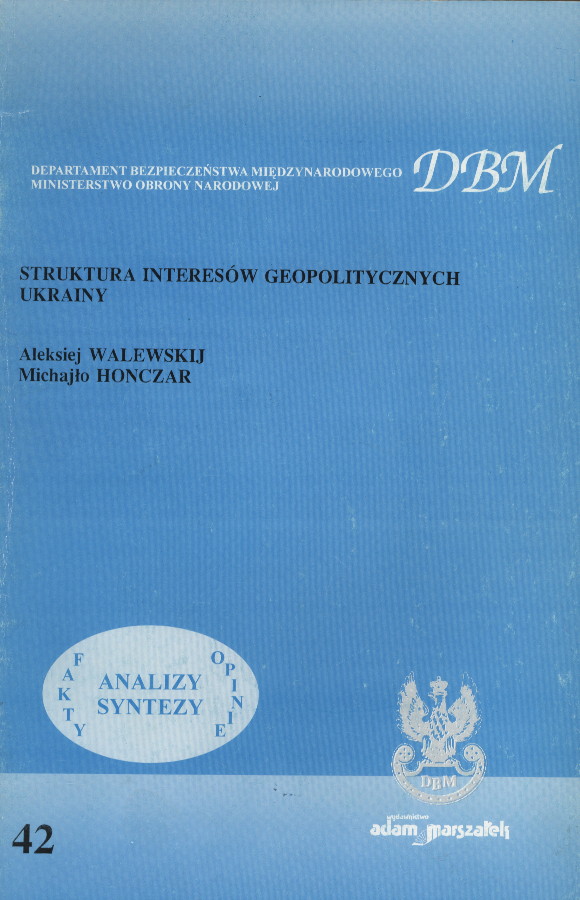 DEPARTAMENT BEZPIECZEŃSTWA MIĘDZYNARODOWEGO
MINISTERSTWO OBRONY NARODOWEJ
DBM
STRUKTURA INTERESÓW GEOPOLITYCZNYCH
UKRAINY
Aleksiej WALEWSKIJ
Michajło HONCZAR
FAKTY
ANALIZY
SYNTEZY
OPINIE
DBM
wydawnictwo
adam marszałek
42